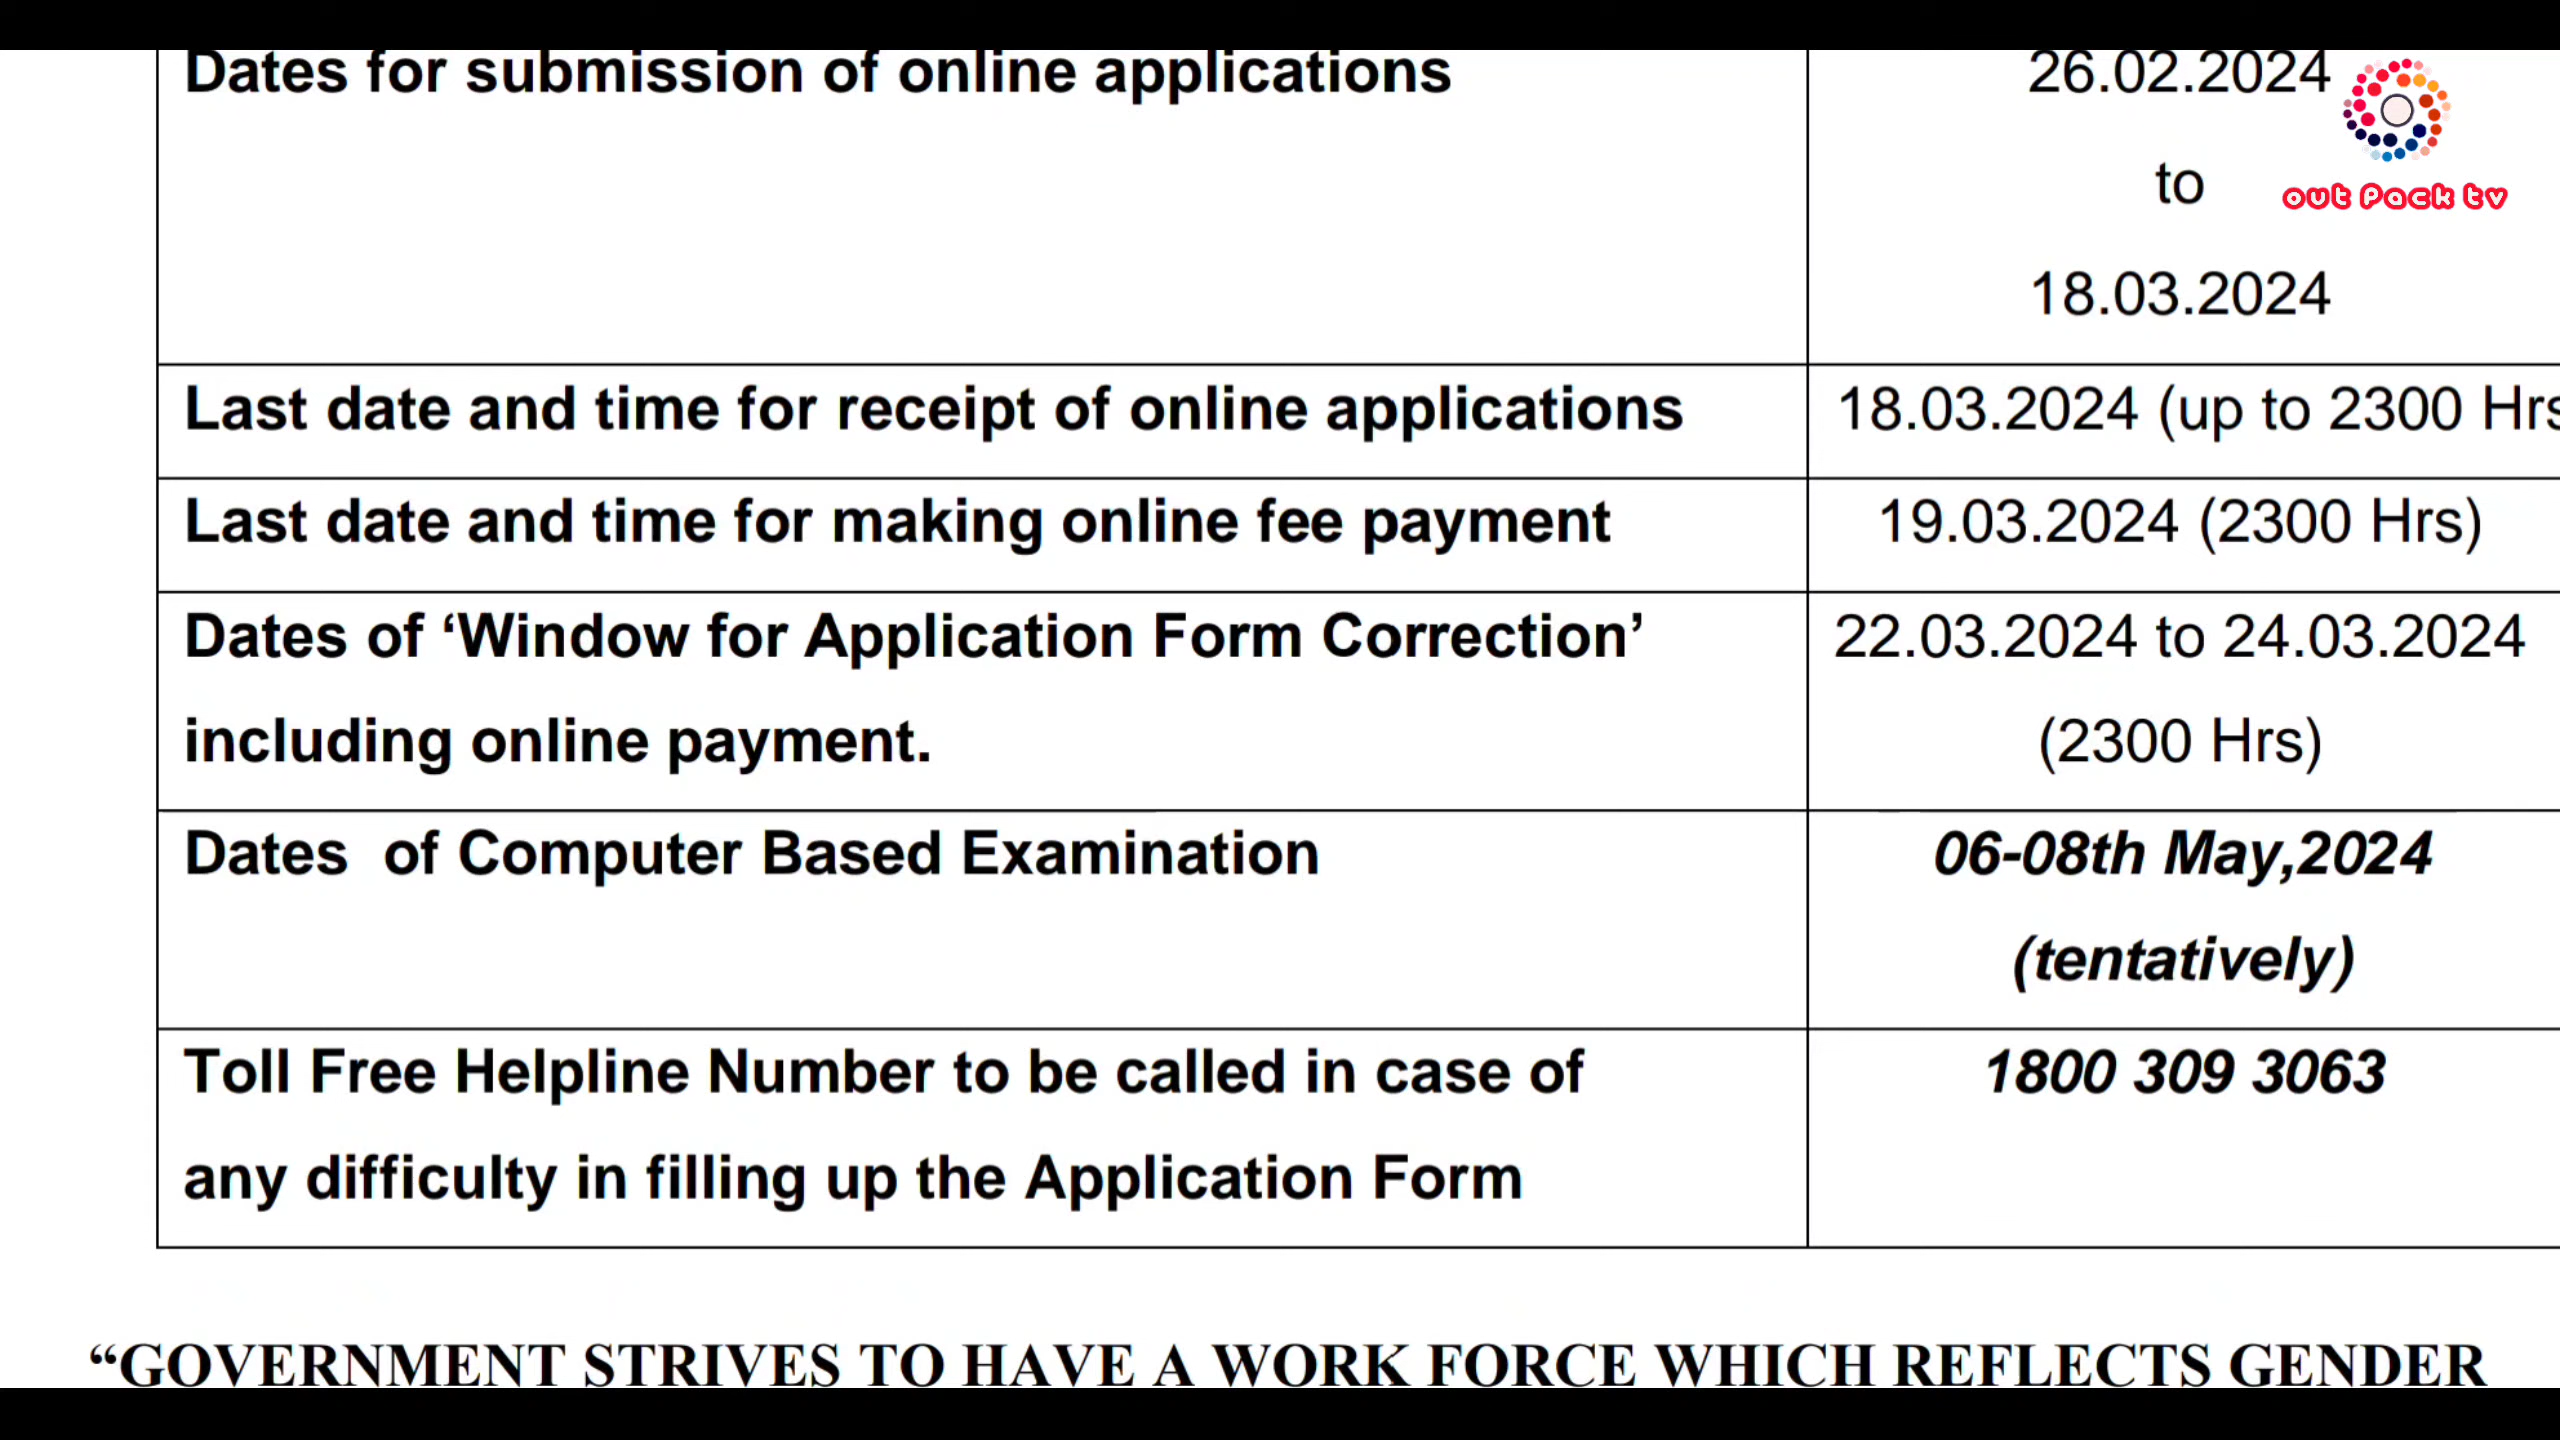 Dates for submission of online applications
26.02.2024
to
18.03.2024
out Pack tv
Last date and time for receipt of online applications
18.03.2024 (up to 2300 Hrs
Last date and time for making online fee payment
19.03.2024 (2300 Hrs)
Dates of ‘Window for Application Form Correction’
including online payment.
22.03.2024 to 24.03.2024
(2300 Hrs)
Dates  of Computer Based Examination
06-08th May,2024
(tentatively)
Toll Free Helpline Number to be called in case of
any difficulty in filling up the Application Form
1800 309 3063
“GOVERNMENT STRIVES TO HAVE A WORK FORCE WHICH REFLECTS GENDER